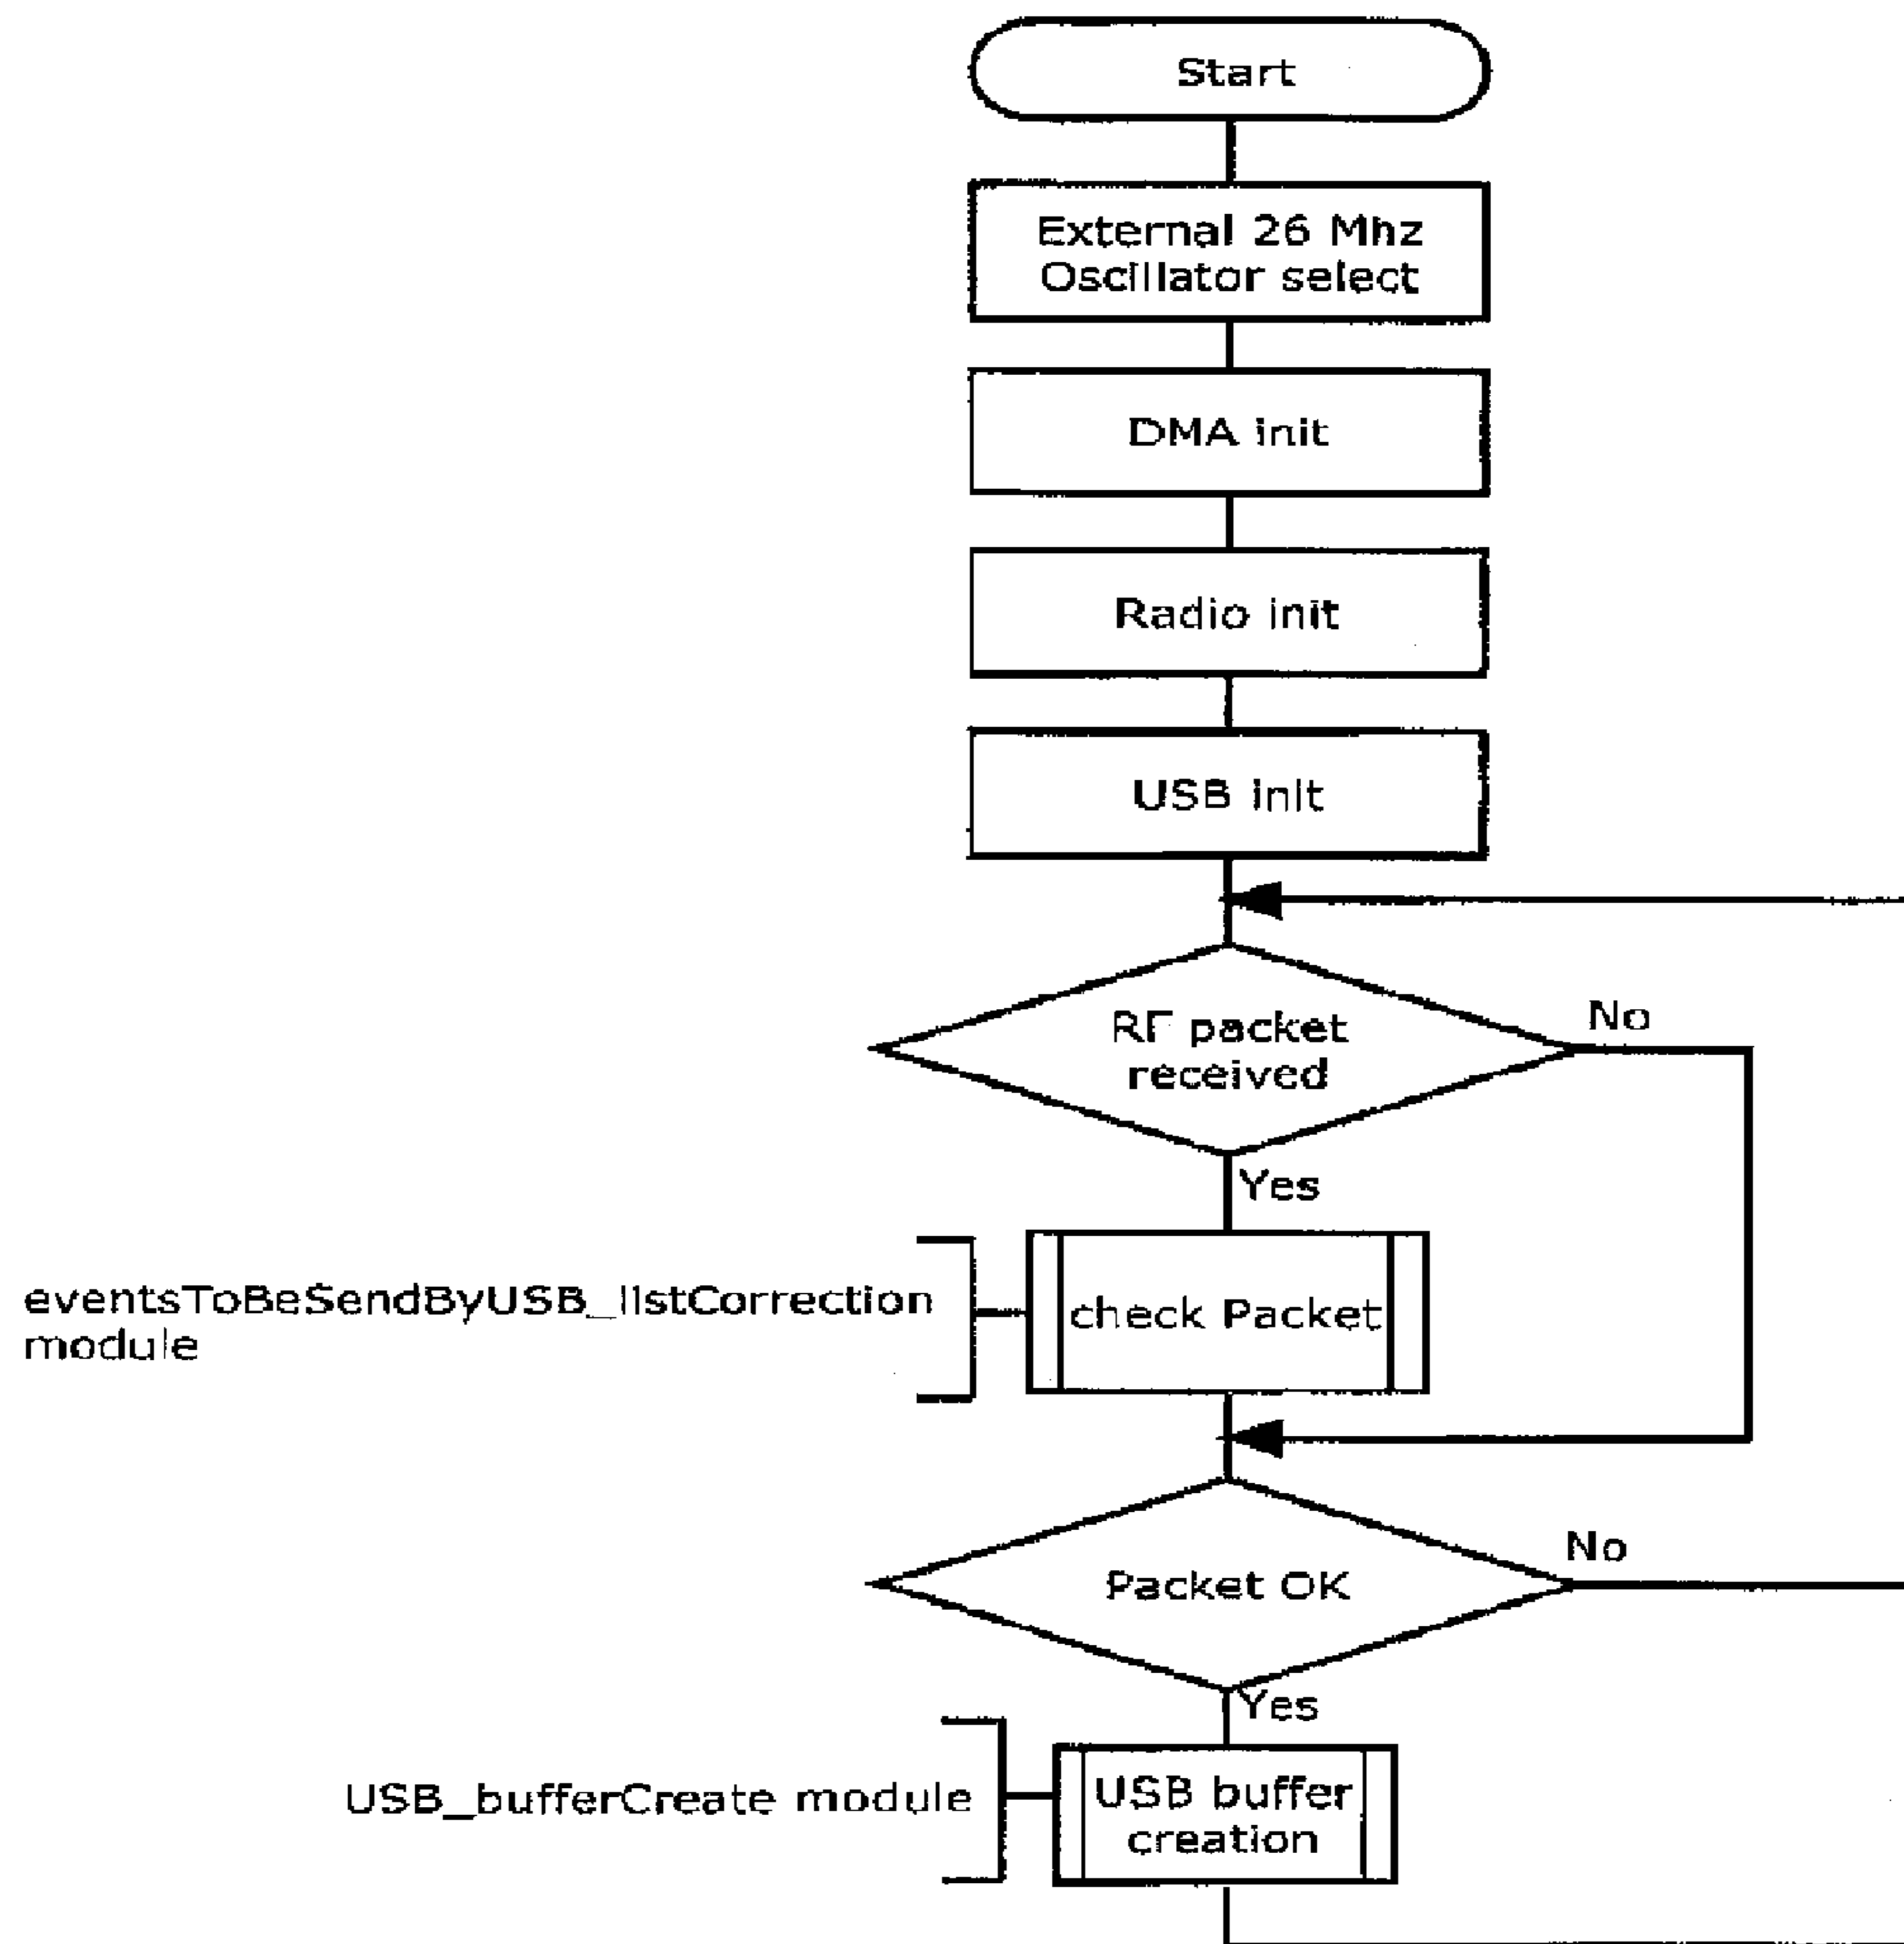 Start
External 26 Mhz
Oscillator select
DMA init
Radio init
USB init
RF packet
received
No
Yes
eventsToBeSendByUSB_listCorrection
module
check Packet
Packet OK
No
Yes
USB_bufferCreate module
USB buffer
creation